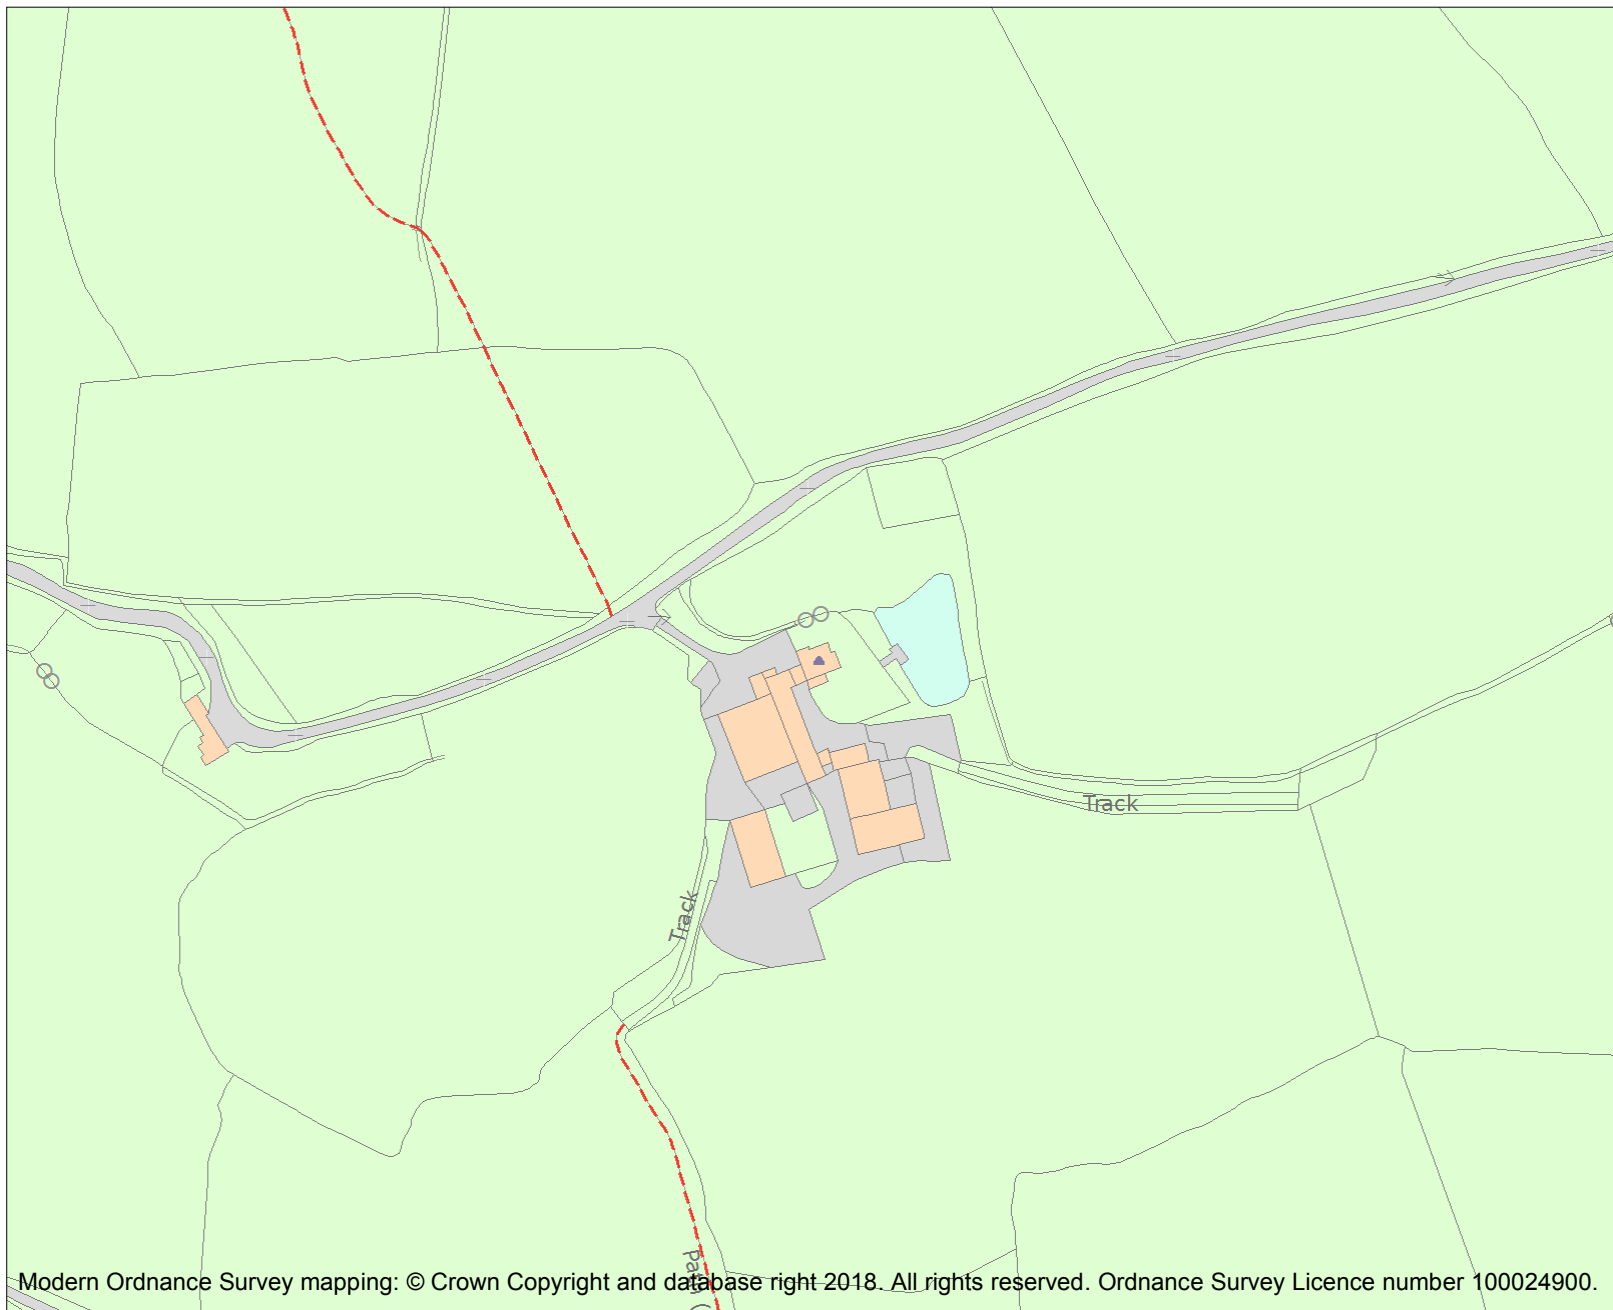 Track
Track
Path (
Modern Ordnance Survey mapping: © Crown Copyright and database right 2018. All rights reserved. Ordnance Survey Licence number 100024900.